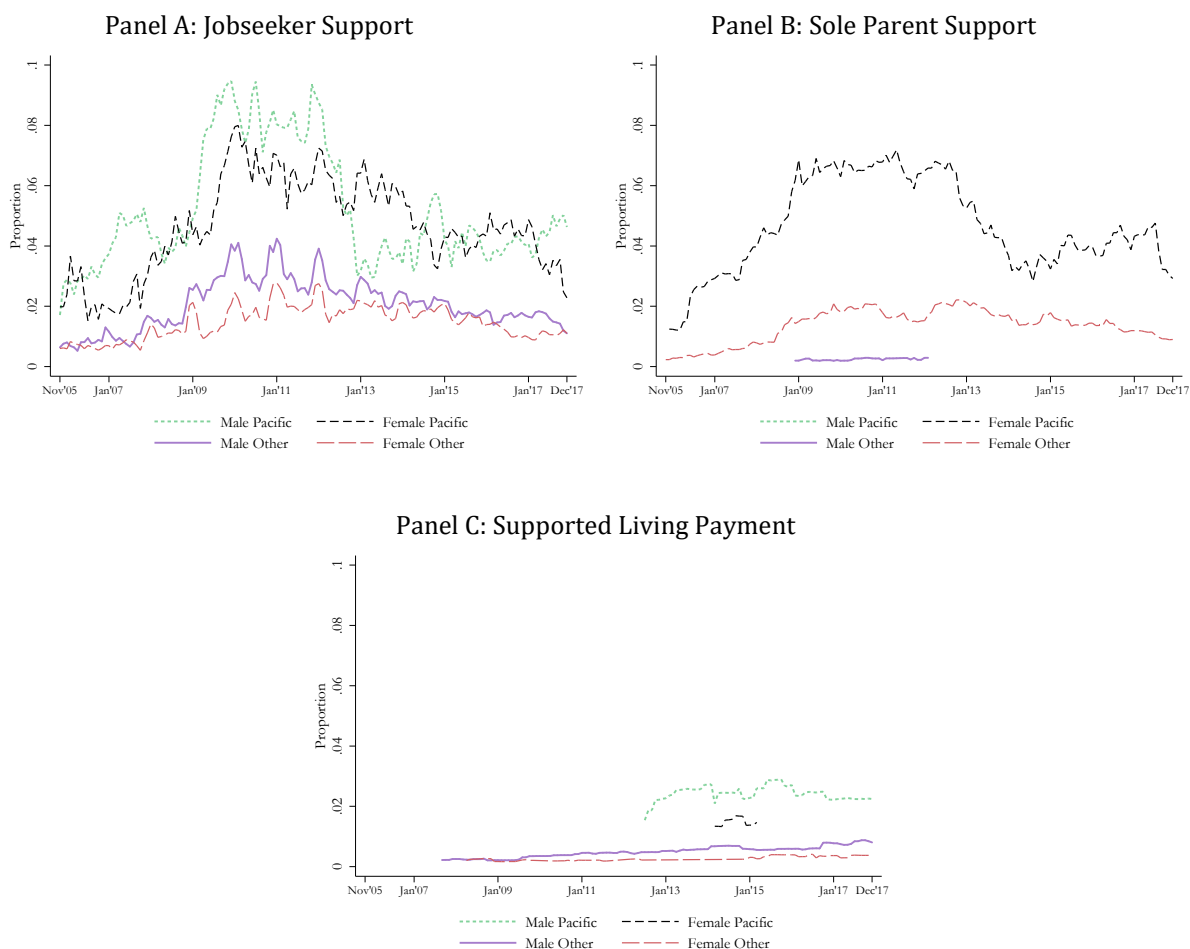 Panel A: Jobseeker Support
Proportion
0 .02 .04 .06 .08 .1
Nov'05 Jan'07 Jan'09 Jan'11 Jan'13 Jan'15 Jan'17 Dec'17
Male Pacific Female Pacific
Male Other Female Other
Panel B: Sole Parent Support
Proportion
0 .02 .04 .06 .08 .1
Nov'05 Jan'07 Jan'09 Jan'11 Jan'13 Jan'15 Jan'17 Dec'17
Male Pacific Female Pacific
Male Other Female Other
Panel C: Supported Living Payment
Proportion
0 .02 .04 .06 .08 .1
Nov'05 Jan'07 Jan'09 Jan'11 Jan'13 Jan'15 Jan'17 Dec'17
Male Pacific Female Pacific
Male Other Female Other